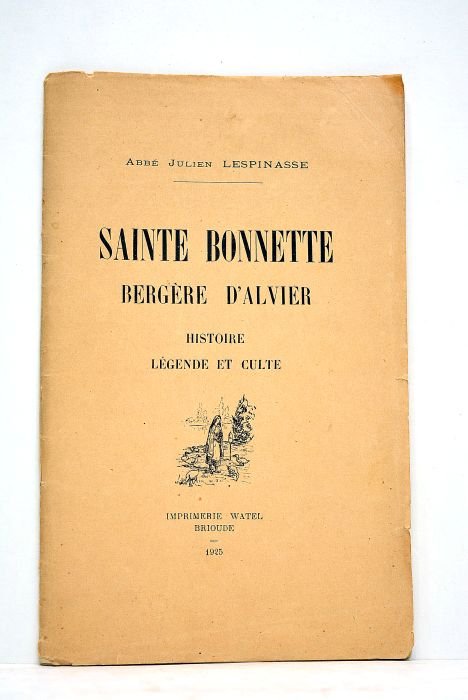 ABBÉ JULIEN LESPINASSE
SAINTE BONNETTE
BERGÈRE D'ALVIER
HISTOIRE
LÉGENDE ET CULTE
IMPRIMERIE WATEL
BRIOUDE
1925